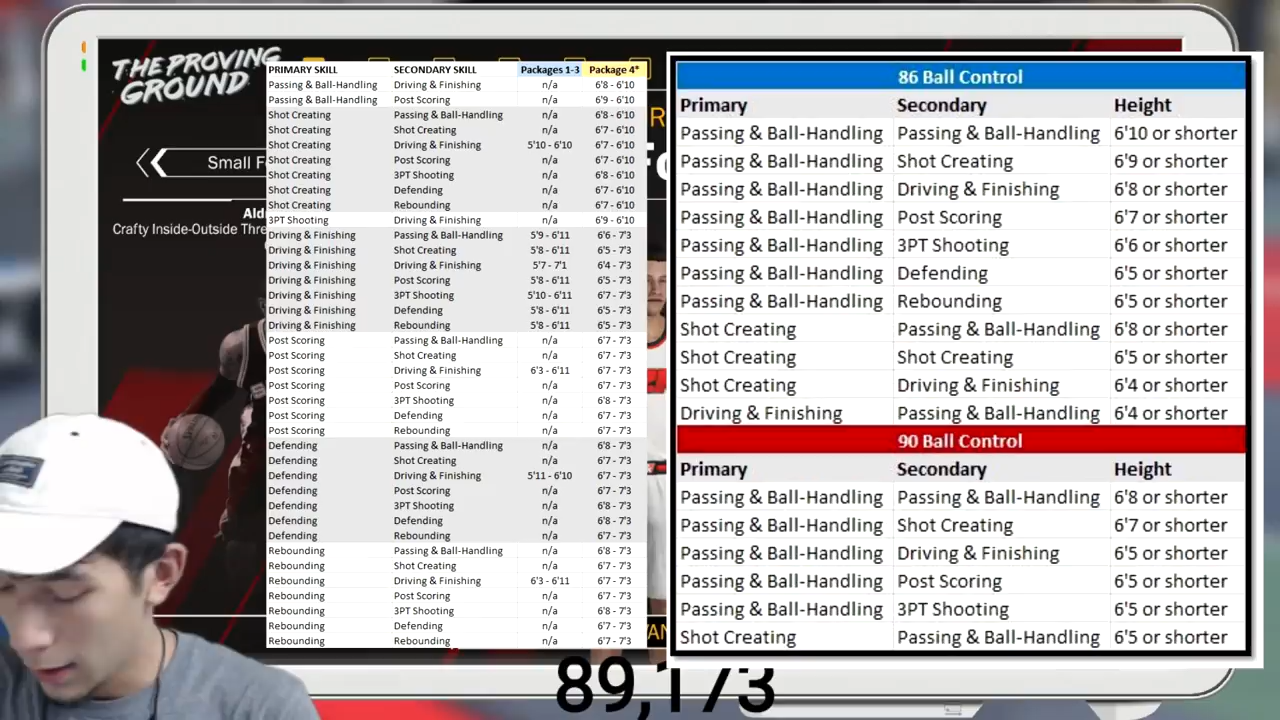 THE PROVING
GROUND
Small F
Ald
Crafty Inside-Outside Thre
PRIMARY SKILL SECONDARY SKILL Packages 1-3 Package 4*
Passing & Ball-Handling Driving & Finishing n/a 6'8 - 6'10
Passing & Ball-Handling Post Scoring n/a 6'9 - 6'10
Shot Creating Passing & Ball-Handling n/a 6'8 - 6'10
Shot Creating Shot Creating n/a 6'7 - 6'10
Shot Creating Driving & Finishing 5'10 - 6'10 6'7 - 6'10
Shot Creating Post Scoring n/a 6'7 - 6'10
Shot Creating 3PT Shooting n/a 6'8 - 6'10
Shot Creating Defending n/a 6'7 - 6'10
Shot Creating Rebounding n/a 6'7 - 6'10
3PT Shooting Driving & Finishing n/a 6'9 - 6'10
Driving & Finishing Passing & Ball-Handling 5'9 - 6'11 6'6 - 7'3
Driving & Finishing Shot Creating 5'8 - 6'11 6'5 - 7'3
Driving & Finishing Driving & Finishing 5'7 - 7'1 6'4 - 7'3
Driving & Finishing Post Scoring 5'8 - 6'11 6'5 - 7'3
Driving & Finishing 3PT Shooting 5'10 - 6'11 6'7 - 7'3
Driving & Finishing Defending 5'8 - 6'11 6'5 - 7'3
Driving & Finishing Rebounding 5'8 - 6'11 6'5 - 7'3
Post Scoring Passing & Ball-Handling n/a 6'7 - 7'3
Post Scoring Shot Creating n/a 6'7 - 7'3
Post Scoring Driving & Finishing 6'3 - 6'11 6'7 - 7'3
Post Scoring Post Scoring n/a 6'7 - 7'3
Post Scoring 3PT Shooting n/a 6'8 - 7'3
Post Scoring Defending n/a 6'7 - 7'3
Post Scoring Rebounding n/a 6'7 - 7'3
Defending Passing & Ball-Handling n/a 6'8 - 7'3
Defending Shot Creating n/a 6'7 - 7'3
Defending Driving & Finishing 5'11 - 6'10 6'7 - 7'3
Defending Post Scoring n/a 6'7 - 7'3
Defending 3PT Shooting n/a 6'8 - 7'3
Defending Defending n/a 6'8 - 7'3
Defending Rebounding n/a 6'7 - 7'3
Rebounding Passing & Ball-Handling n/a 6'8 - 7'3
Rebounding Shot Creating n/a 6'7 - 7'3
Rebounding Driving & Finishing 6'3 - 6'11 6'7 - 7'3
Rebounding Post Scoring n/a 6'7 - 7'3
Rebounding 3PT Shooting n/a 6'8 - 7'3
Rebounding Defending n/a 6'7 - 7'3
Rebounding Rebounding n/a 6'7 - 7'3
86 Ball Control
Primary Secondary Height
Passing & Ball-Handling Passing & Ball-Handling 6'10 or shorter
Passing & Ball-Handling Shot Creating 6'9 or shorter
Passing & Ball-Handling Driving & Finishing 6'8 or shorter
Passing & Ball-Handling Post Scoring 6'7 or shorter
Passing & Ball-Handling 3PT Shooting 6'6 or shorter
Passing & Ball-Handling Defending 6'5 or shorter
Passing & Ball-Handling Rebounding 6'5 or shorter
Shot Creating Passing & Ball-Handling 6'8 or shorter
Shot Creating Shot Creating 6'5 or shorter
Shot Creating Driving & Finishing 6'4 or shorter
Driving & Finishing Passing & Ball-Handling 6'4 or shorter
90 Ball Control
Primary Secondary Height
Passing & Ball-Handling Passing & Ball-Handling 6'8 or shorter
Passing & Ball-Handling Shot Creating 6'7 or shorter
Passing & Ball-Handling Driving & Finishing 6'5 or shorter
Passing & Ball-Handling Post Scoring 6'5 or shorter
Passing & Ball-Handling 3PT Shooting 6'5 or shorter
Shot Creating Passing & Ball-Handling 6'5 or shorter
89,173